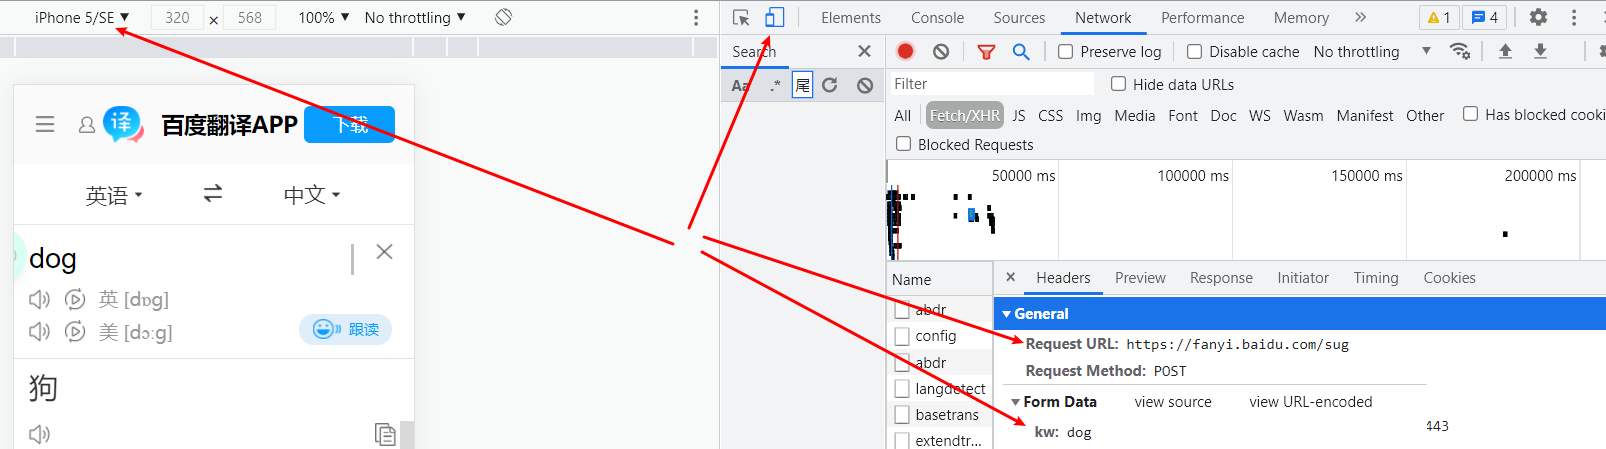 iPhone 5/SE ▼ 320 × 568 100% ▼ No throttling ▼
Elements Console Sources Network Performance Memory » 1 4
Search
Preserve log Disable cache No throttling ▼
Aa .* 尾
Filter Hide data URLs
All Fetch/XHR JS CSS Img Media Font Doc WS Wasm Manifest Other Has blocked cooki
Blocked Requests
50000 ms 100000 ms 150000 ms 200000 ms
译 百度翻译APP 下载
英语 中文
dog
英 [dɒg]
美 [dɔːg] 跟读
狗
Name
abdr
config
abdr
langdetect
basetrans
extendtr...
× Headers Preview Response Initiator Timing Cookies
▼ General
Request URL: https://fanyi.baidu.com/sug
Request Method: POST
▼ Form Data view source view URL-encoded
kw: dog
443